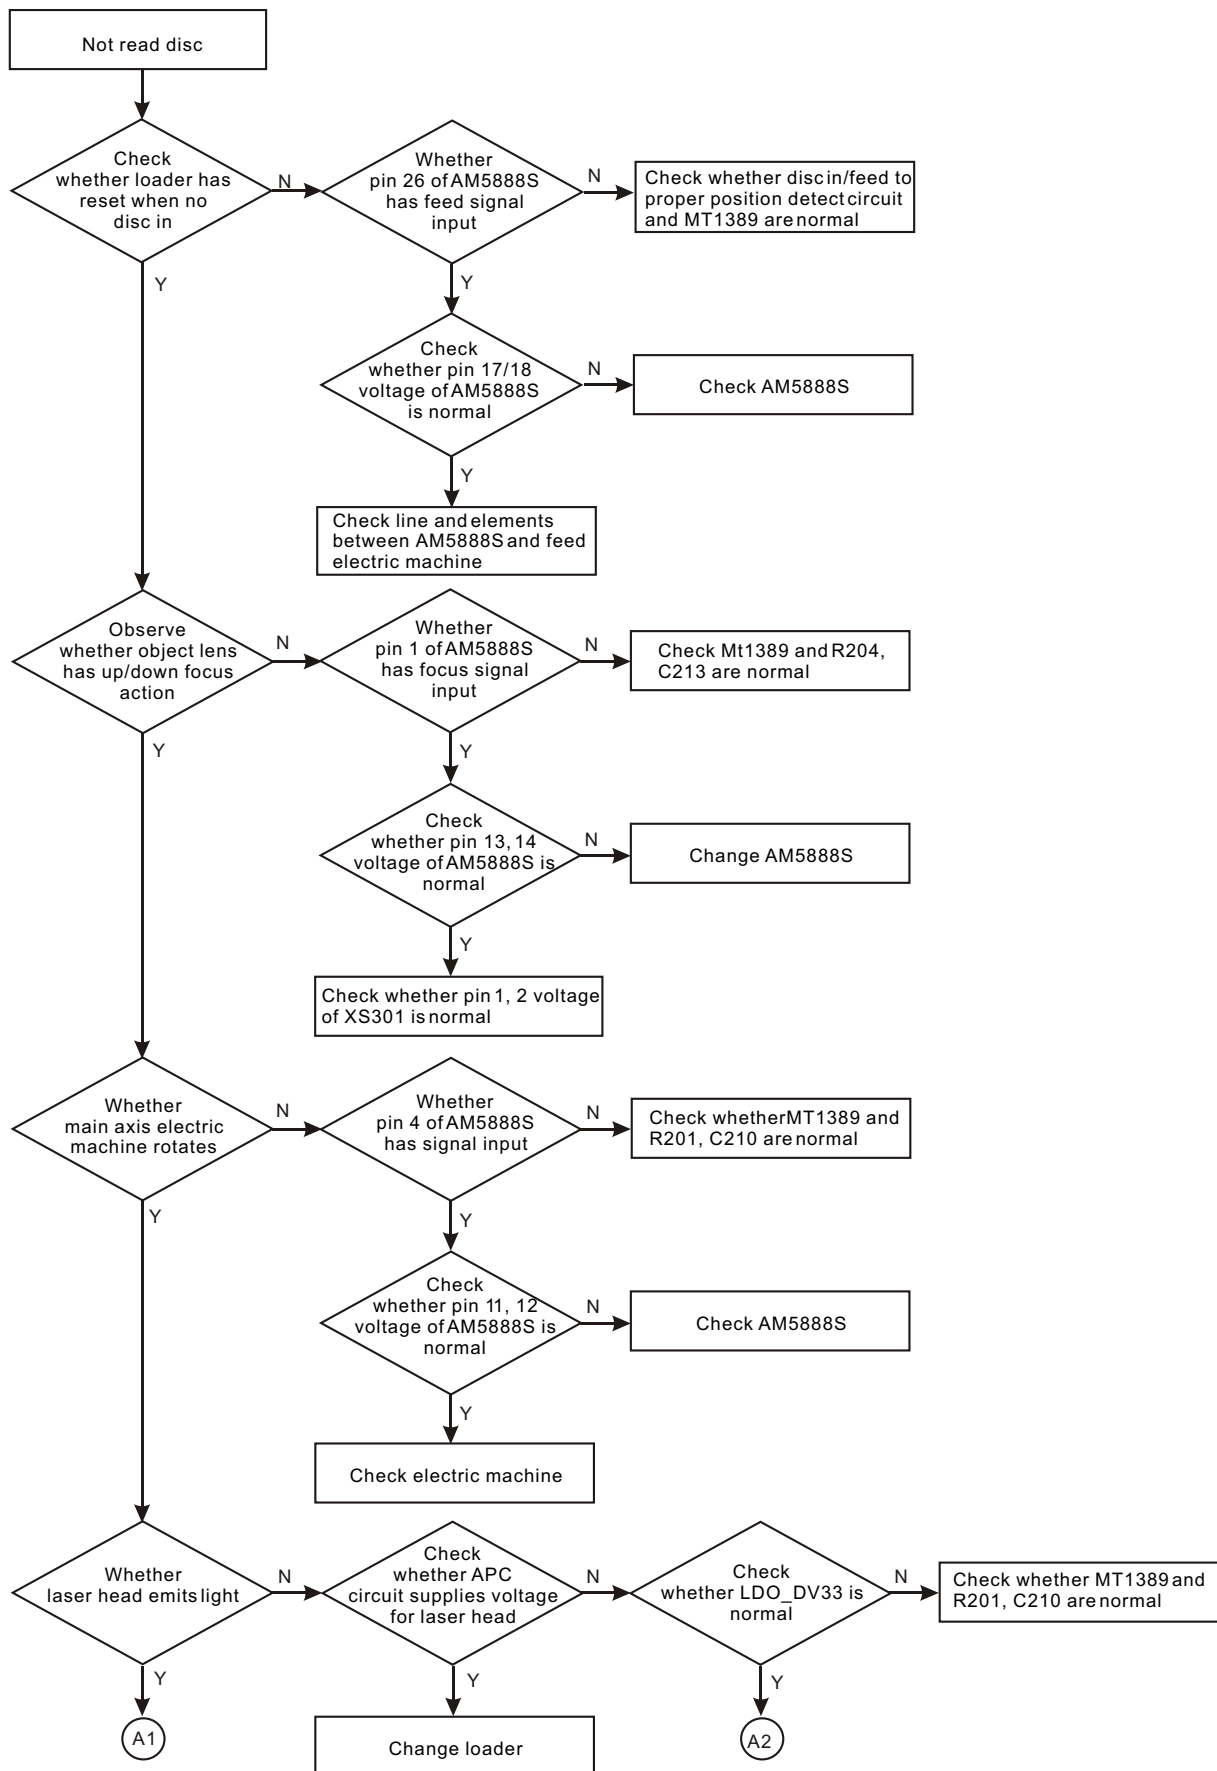 Not read disc
Check
whether loader has
reset when no
disc in
N
Whether
pin 26 of AM5888S
has feed signal
input
N
Check whether disc in/feed to
proper position detect circuit
and MT1389 are normal
Y
Y
Check
whether pin 17/18
voltage of AM5888S
is normal
N
Check AM5888S
Y
Check line and elements
between AM5888S and feed
electric machine
Observe
whether object lens
has up/down focus
action
N
Whether
pin 1 of AM5888S
has focus signal
input
N
Check Mt1389 and R204,
C213 are normal
Y
Y
Check
whether pin 13, 14
voltage of AM5888S is
normal
N
Change AM5888S
Y
Check whether pin 1, 2 voltage
of XS301 is normal
Whether
main axis electric
machine rotates
N
Whether
pin 4 of AM5888S
has signal input
N
Check whether MT1389 and
R201, C210 are normal
Y
Y
Check
whether pin 11, 12
voltage of AM5888S is
normal
N
Check AM5888S
Y
Check electric machine
Whether
laser head emits light
N
Check
whether APC
circuit supplies voltage
for laser head
N
Check
whether LDO_DV33 is
normal
N
Check whether MT1389 and
R201, C210 are normal
Y
Y
Y
A1
Change loader
A2